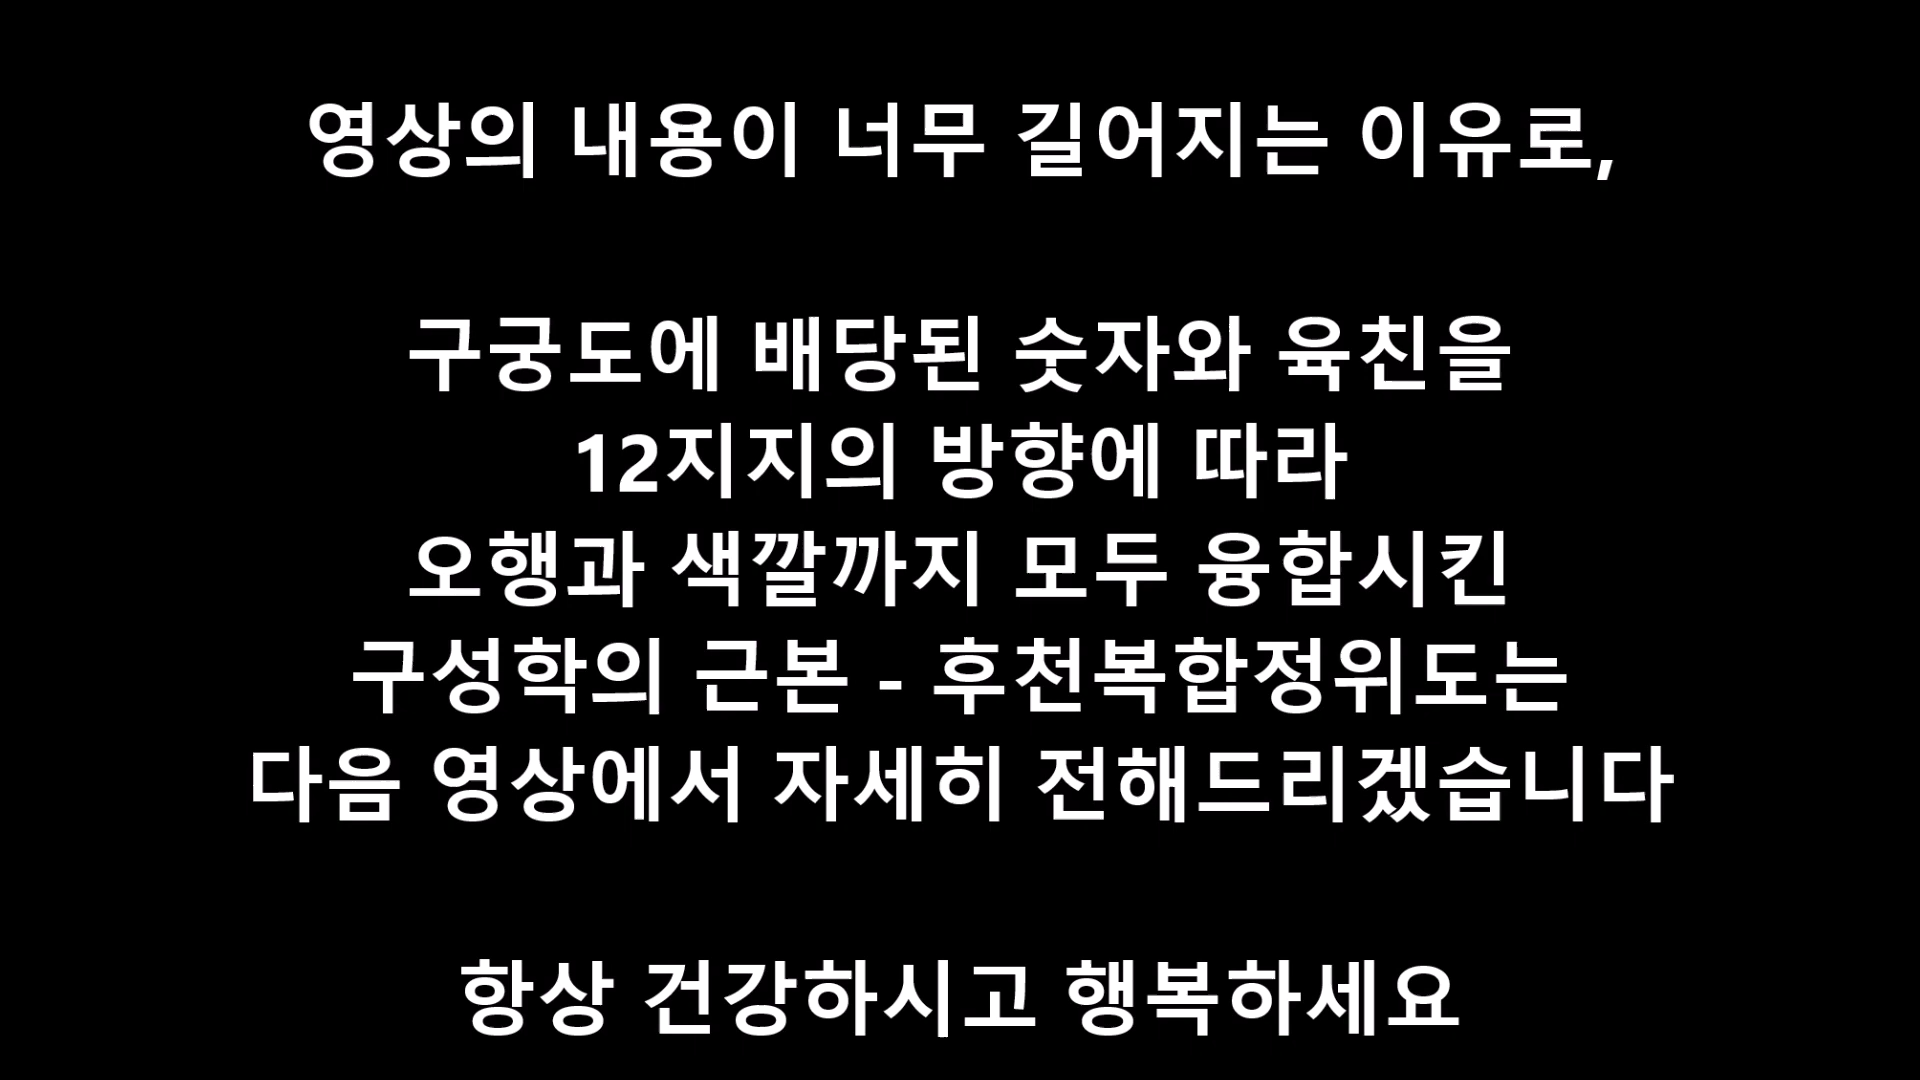 영상의 내용이 너무 길어지는 이유로,
구궁도에 배당된 숫자와 육친을
12지지의 방향에 따라
오행과 색깔까지 모두 융합시킨
구성학의 근본 - 후천복합정위도는
다음 영상에서 자세히 전해드리겠습니다
항상 건강하시고 행복하세요